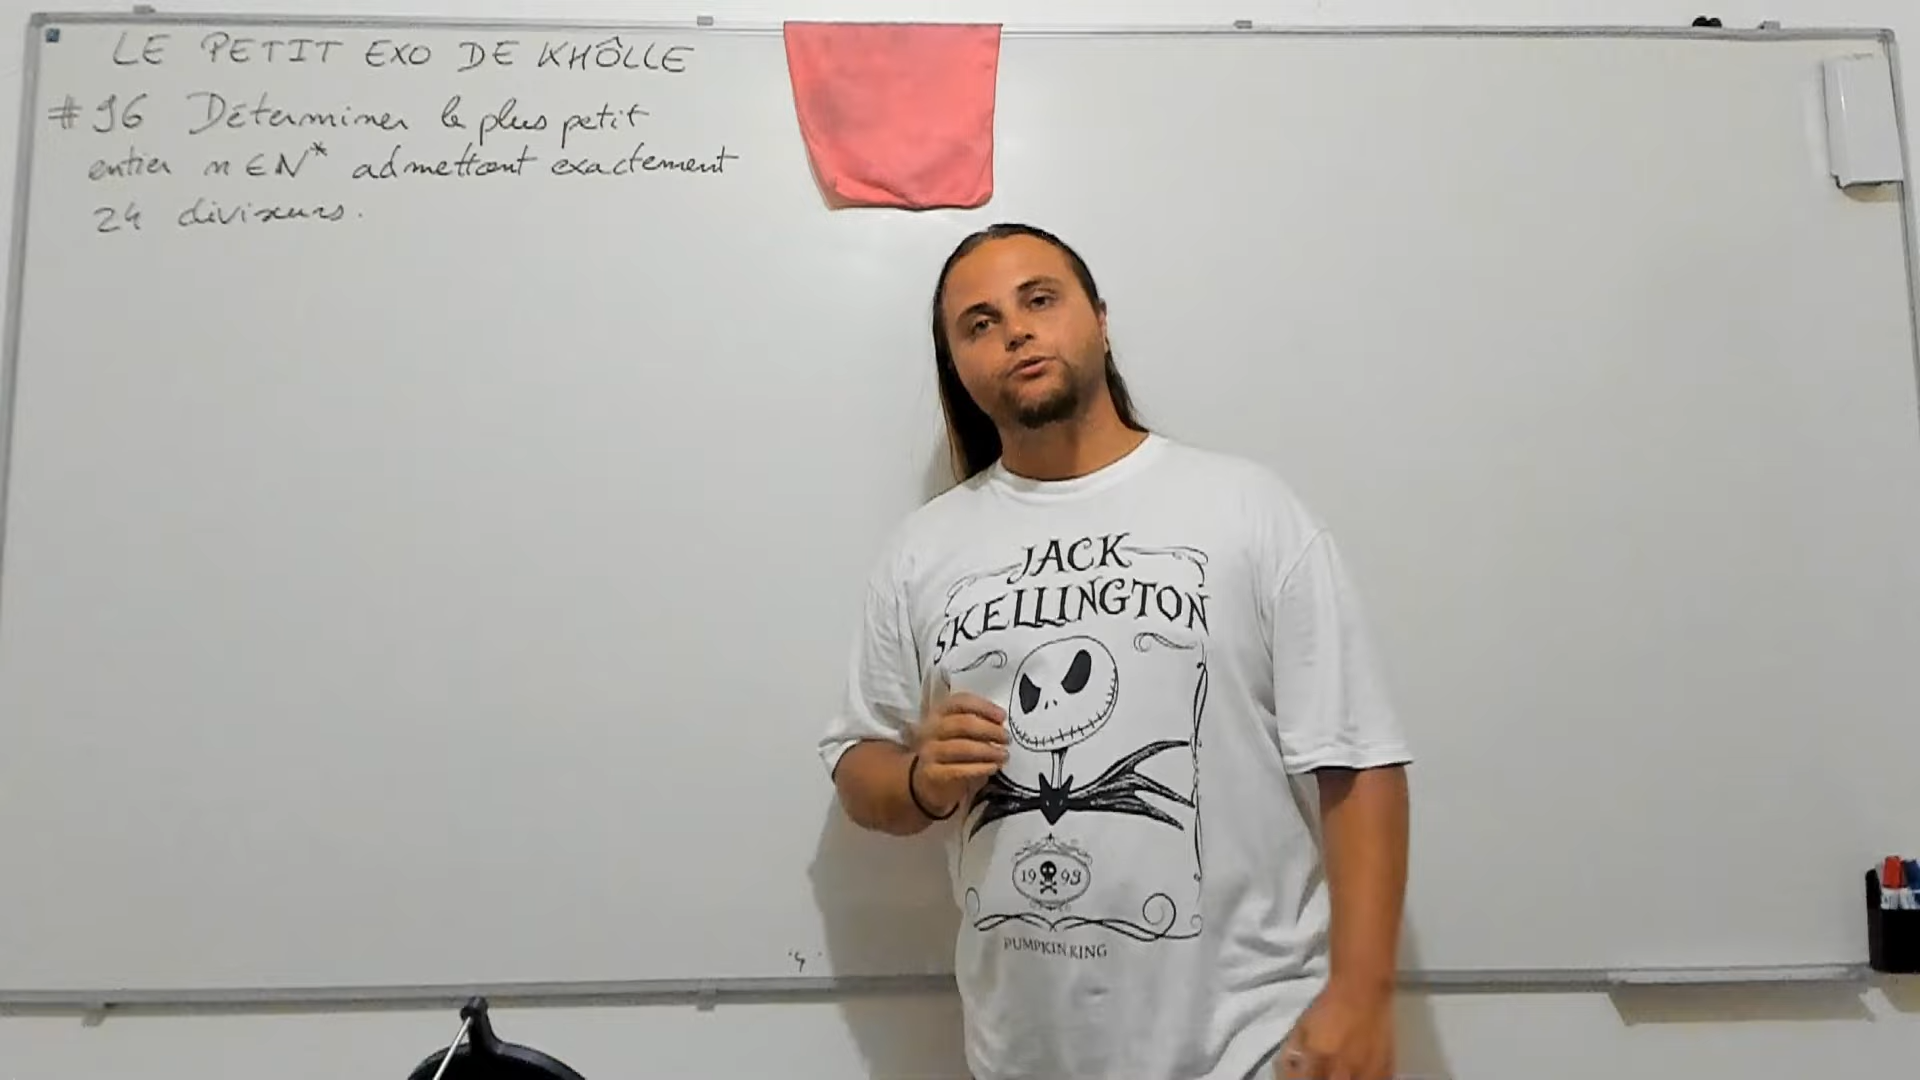 LE PETIT EXO DE KHÔLLE
#96 Déterminer le plus petit
entier n ∈ N* admettant exactement
24 diviseurs.
JACK
SKELLINGTON
1993
PUMPKIN KING